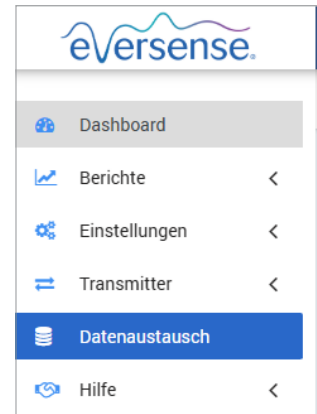 eversense.
Dashboard
Berichte
Einstellungen
Transmitter
Datenaustausch
Hilfe